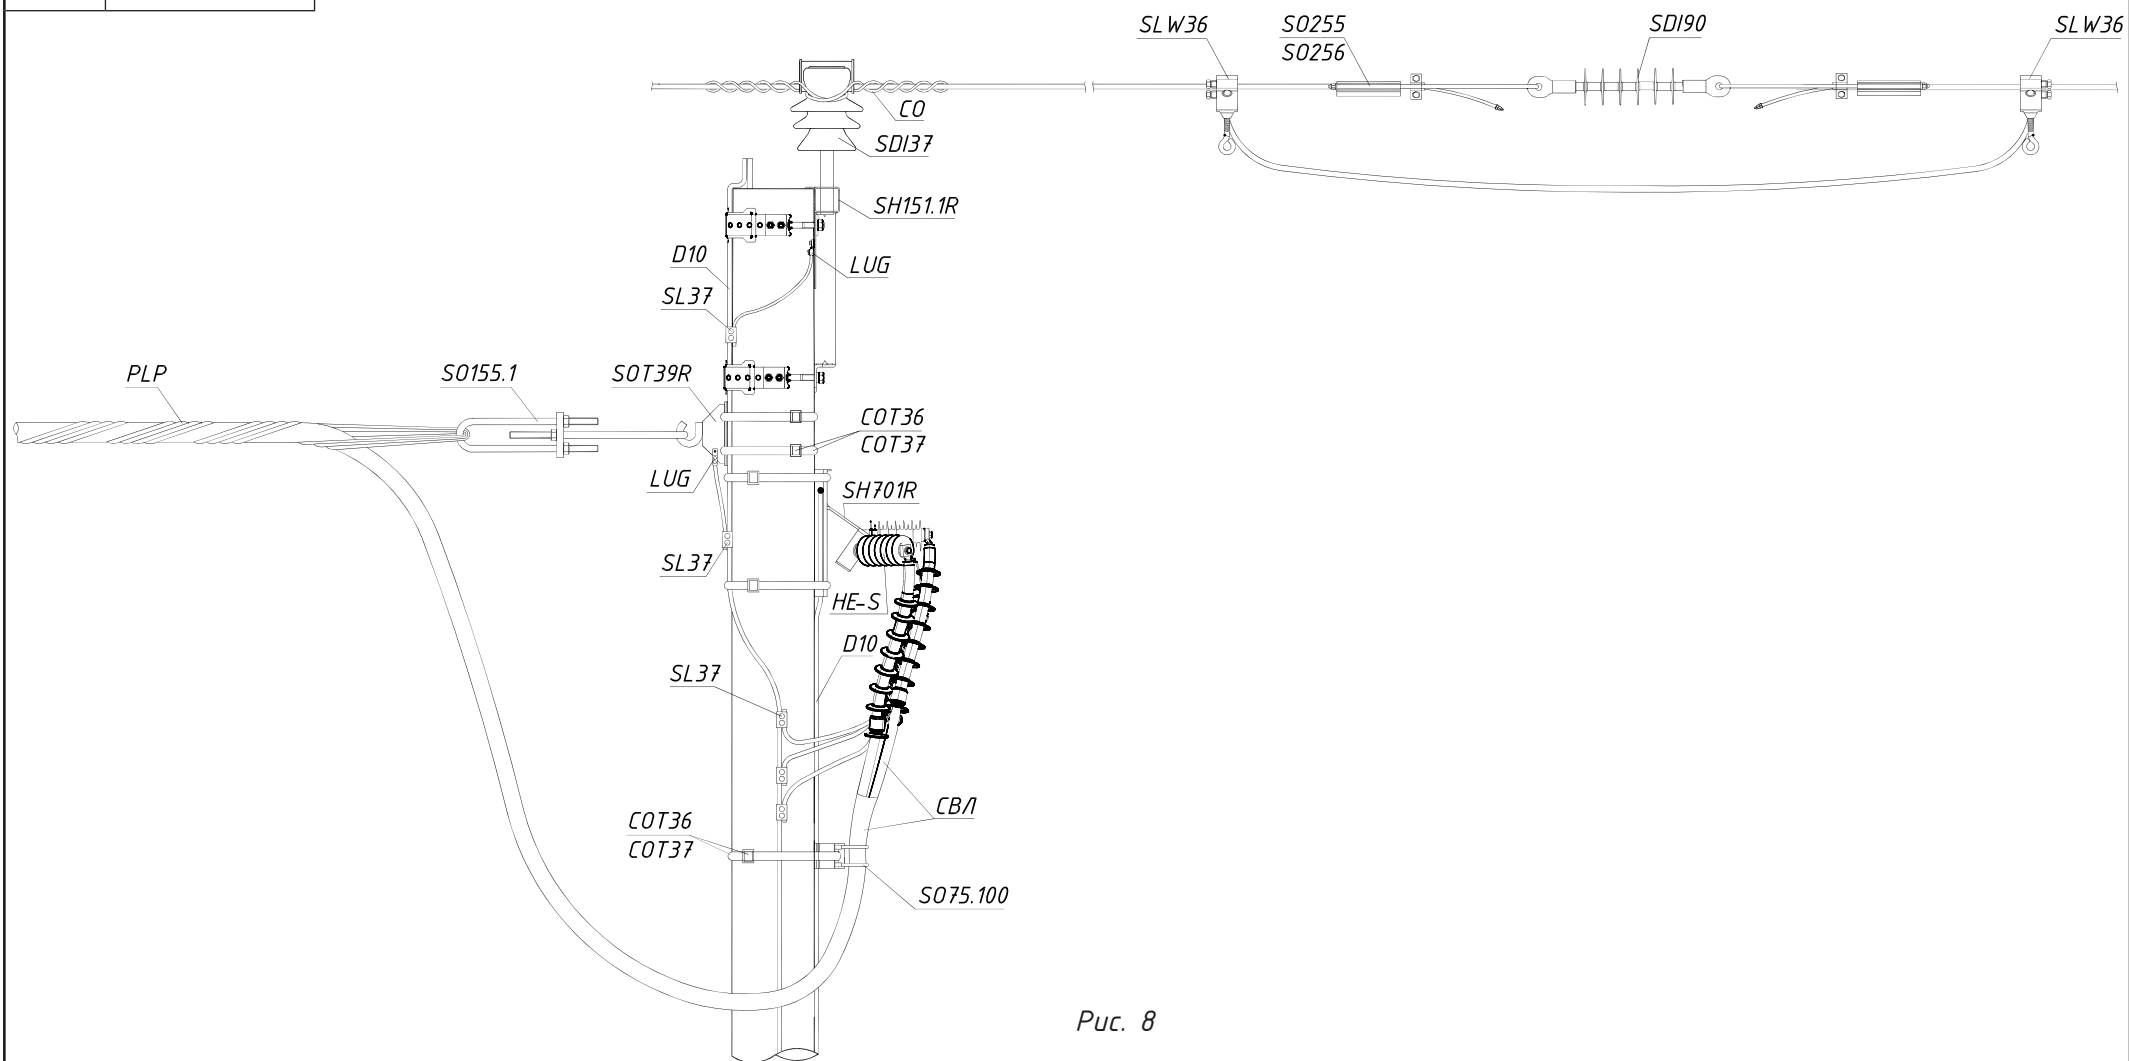 SLW36
SO255
SO256
SDI90
SLW36
CO
SDI37
SH151.1R
D10
LUG
SL37
PLP
SO155.1
SOT39R
COT36
COT37
LUG
SH701R
SL37
HE-S
D10
SL37
СВЛ
COT36
COT37
SO75.100
Рис. 8